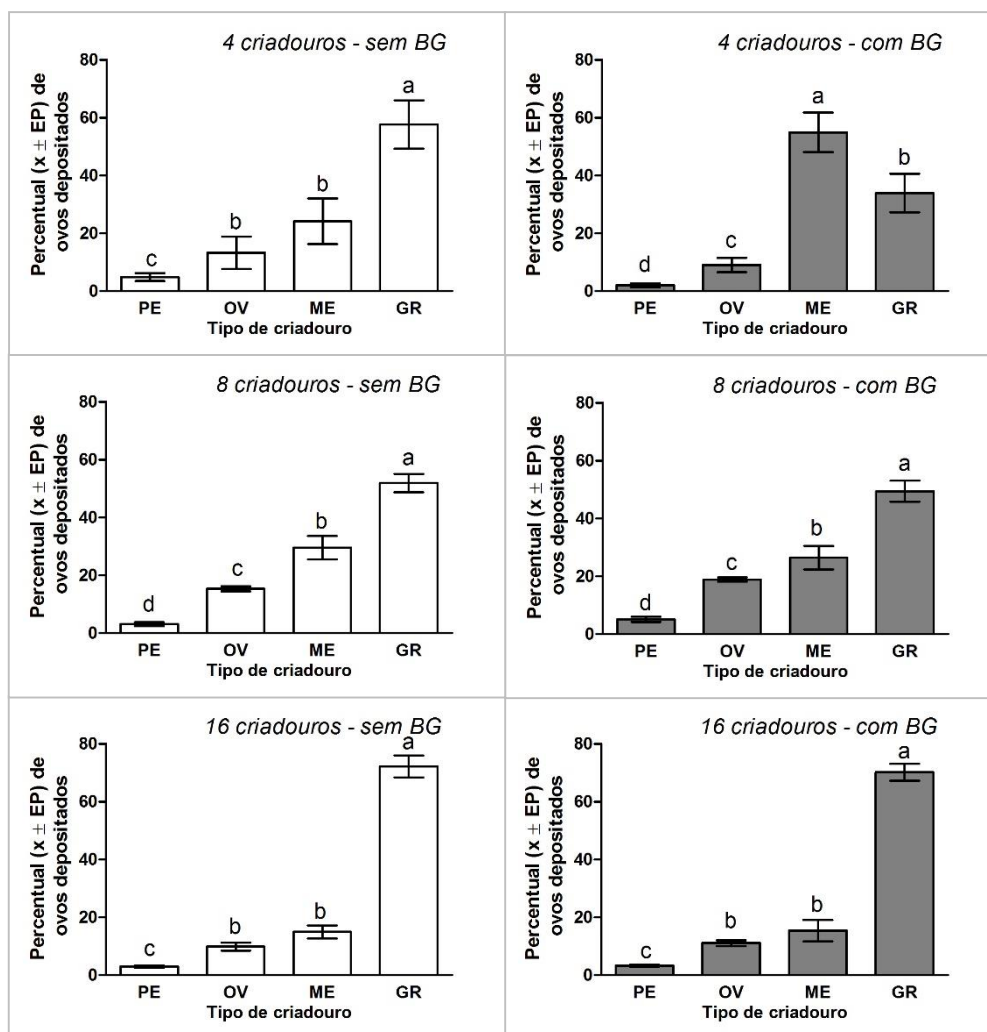 4 criadouros - sem BG
Percentual (x ± EP) de
ovos depositados
80
60
40
20
0
c
b
b
a
PE OV ME GR
Tipo de criadouro
4 criadouros - com BG
Percentual (x ± EP) de
ovos depositados
80
60
40
20
0
d
c
a
b
PE OV ME GR
Tipo de criadouro
8 criadouros - sem BG
Percentual (x ± EP) de
ovos depositados
80
60
40
20
0
d
c
b
a
PE OV ME GR
Tipo de criadouro
8 criadouros - com BG
Percentual (x ± EP) de
ovos depositados
80
60
40
20
0
d
c
b
a
PE OV ME GR
Tipo de criadouro
16 criadouros - sem BG
Percentual (x ± EP) de
ovos depositados
80
60
40
20
0
c
b
b
a
PE OV ME GR
Tipo de criadouro
16 criadouros - com BG
Percentual (x ± EP) de
ovos depositados
80
60
40
20
0
c
b
b
a
PE OV ME GR
Tipo de criadouro